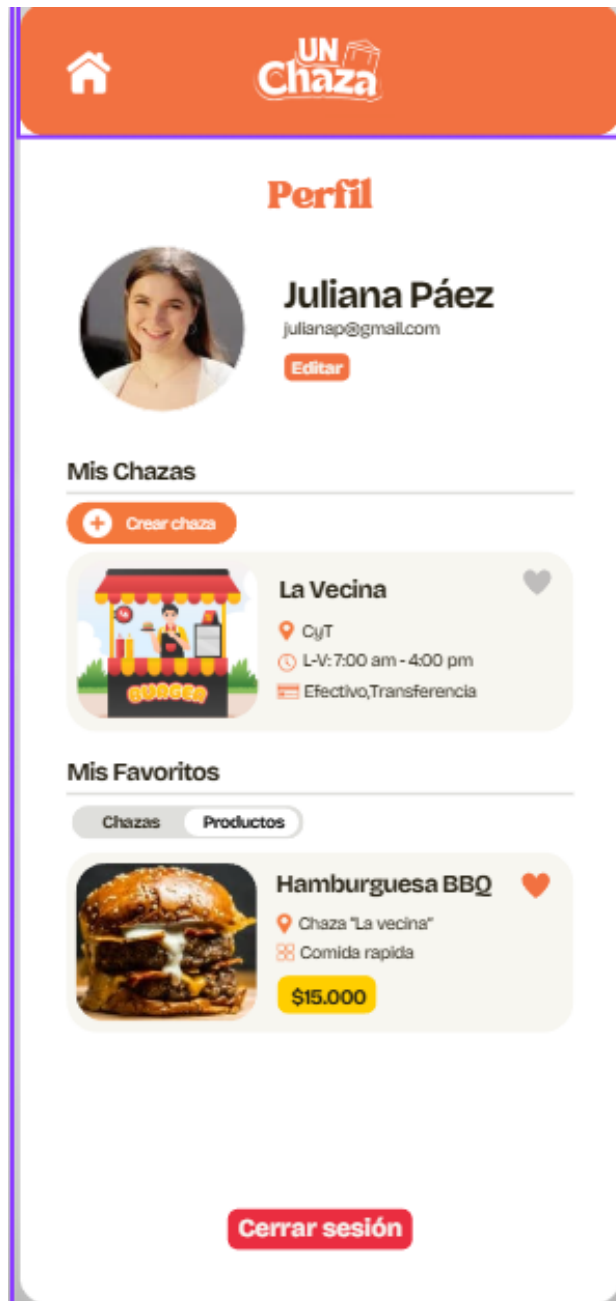 UN
Chaza
Perfil
Juliana Páez
julianap@gmail.com
Editar
Mis Chazas
Crear chaza
La Vecina
CyT
L-V: 7:00 am - 4:00 pm
Efectivo,Transferencia
BURGER
Mis Favoritos
Chazas Productos
Hamburguesa BBQ
Chaza "La vecina"
Comida rapida
$15.000
Cerrar sesión